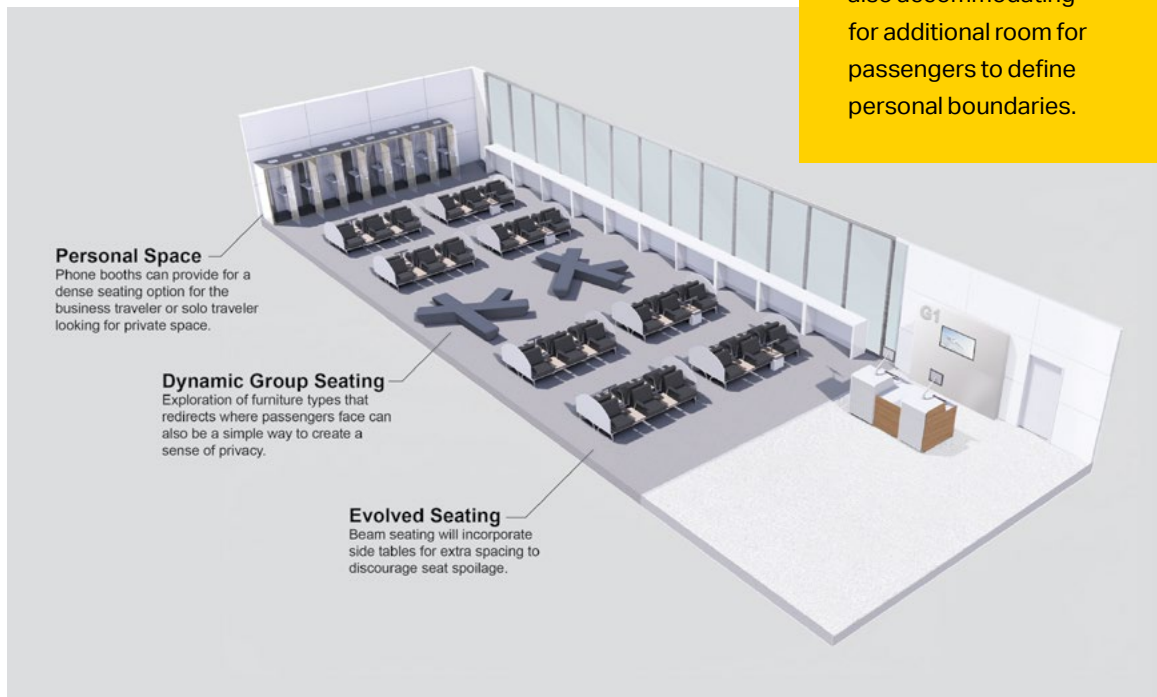 also accommodating
for additional room for
passengers to define
personal boundaries.
G1
Personal Space
Phone booths can provide for a
dense seating option for the
business traveler or solo traveler
looking for private space.
Dynamic Group Seating
Exploration of furniture types that
redirects where passengers face can
also be a simple way to create a
sense of privacy.
Evolved Seating
Beam seating will incorporate
side tables for extra spacing to
discourage seat spoilage.